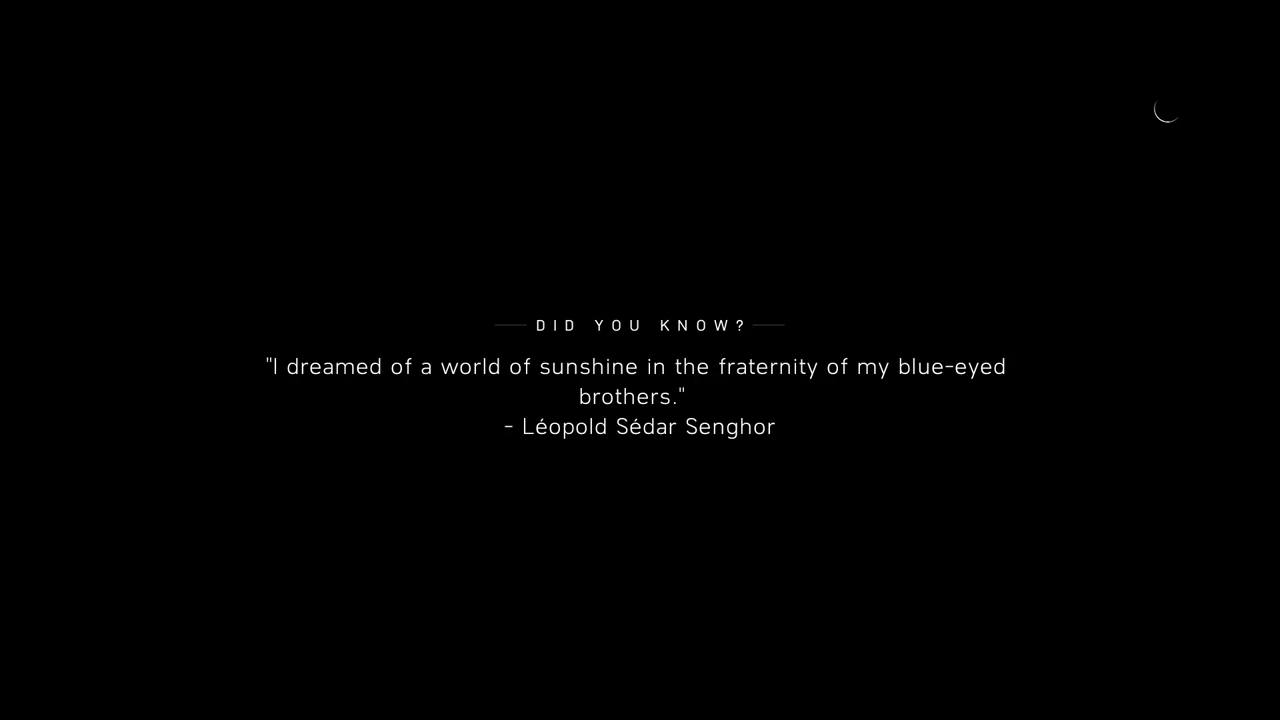 DID YOU KNOW?
"I dreamed of a world of sunshine in the fraternity of my blue-eyed
brothers."
- Léopold Sédar Senghor